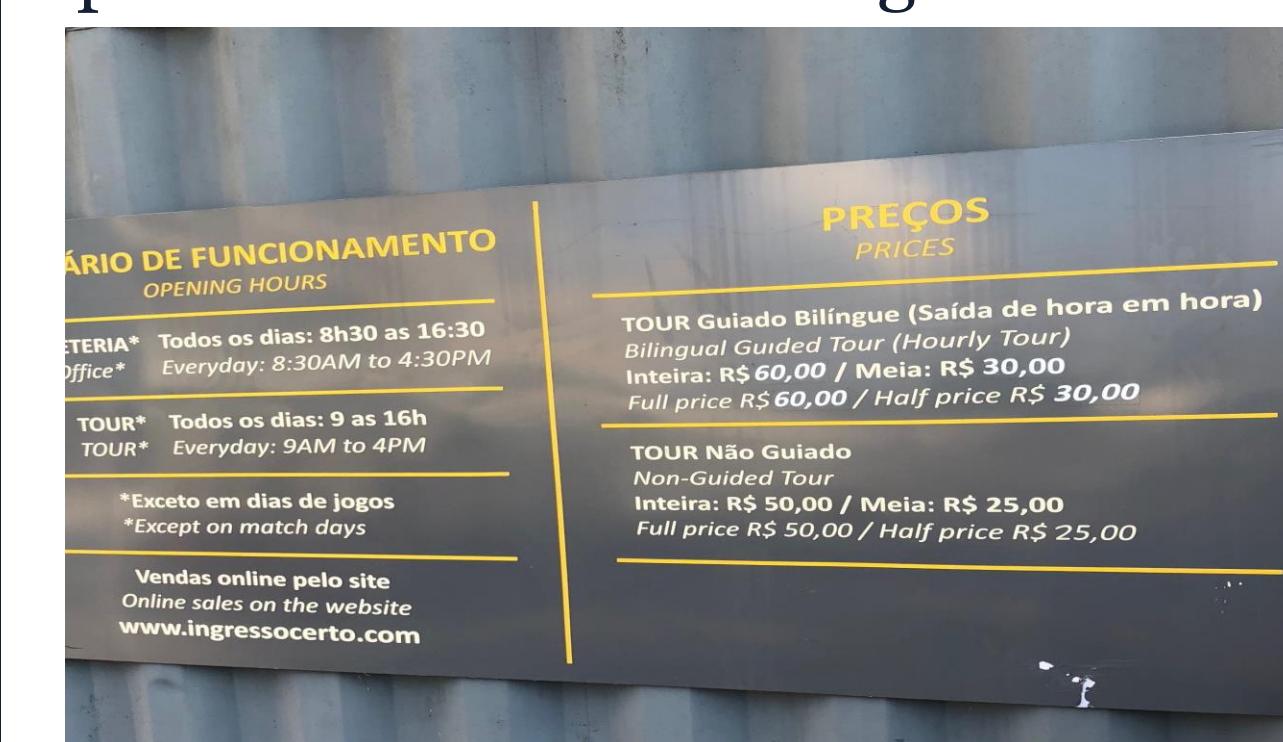 ÁRIO DE FUNCIONAMENTO
OPENING HOURS
ETERIA* Todos os dias: 8h30 as 16:30
Office* Everyday: 8:30AM to 4:30PM
TOUR* Todos os dias: 9 as 16h
TOUR* Everyday: 9AM to 4PM
*Exceto em dias de jogos
*Except on match days
Vendas online pelo site
Online sales on the website
www.ingressocerto.com
PREÇOS
PRICES
TOUR Guiado Bilíngue (Saída de hora em hora)
Bilingual Guided Tour (Hourly Tour)
Inteira: R$ 60,00 / Meia: R$ 30,00
Full price R$ 60,00 / Half price R$ 30,00
TOUR Não Guiado
Non-Guided Tour
Inteira: R$ 50,00 / Meia: R$ 25,00
Full price R$ 50,00 / Half price R$ 25,00